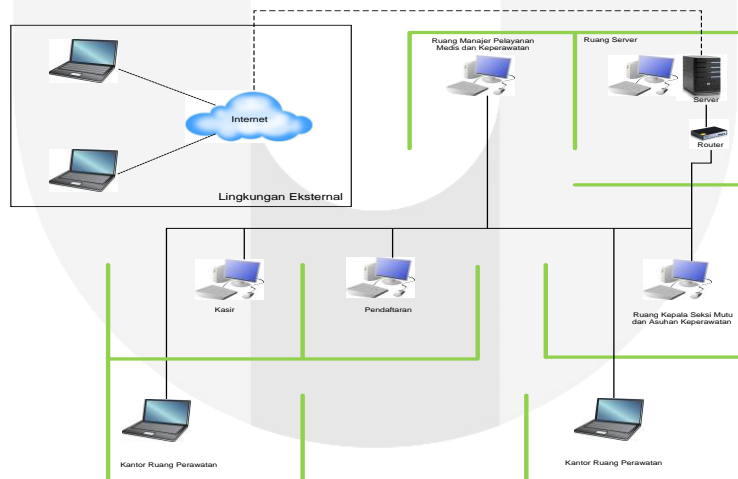 Ruang Manajer Pelayanan
Medis dan Keperawatan
Ruang Server
Server
Internet
Router
Lingkungan Eksternal
Kasir
Pendaftaran
Ruang Kepala Seksi Mutu
dan Asuhan Keperawatan
Kantor Ruang Perawatan
Kantor Ruang Perawatan